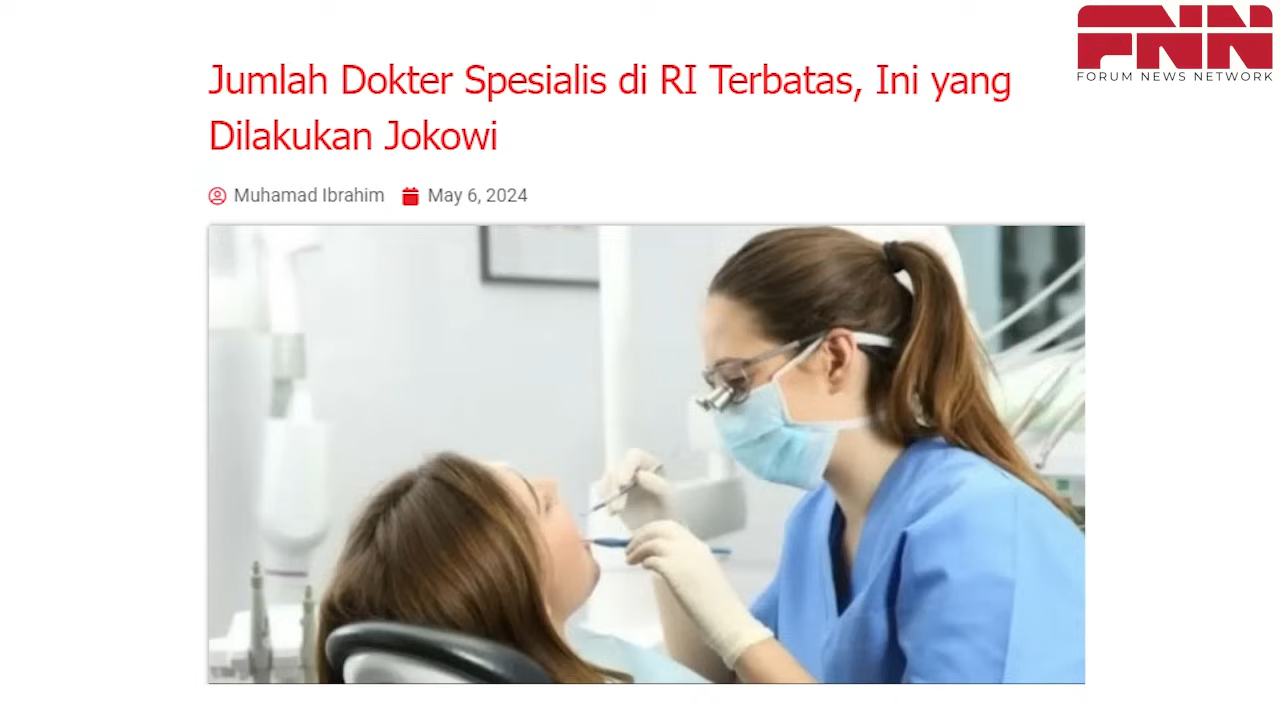 FNN
FORUM NEWS NETWORK
Jumlah Dokter Spesialis di RI Terbatas, Ini yang
Dilakukan Jokowi
Muhamad Ibrahim May 6, 2024